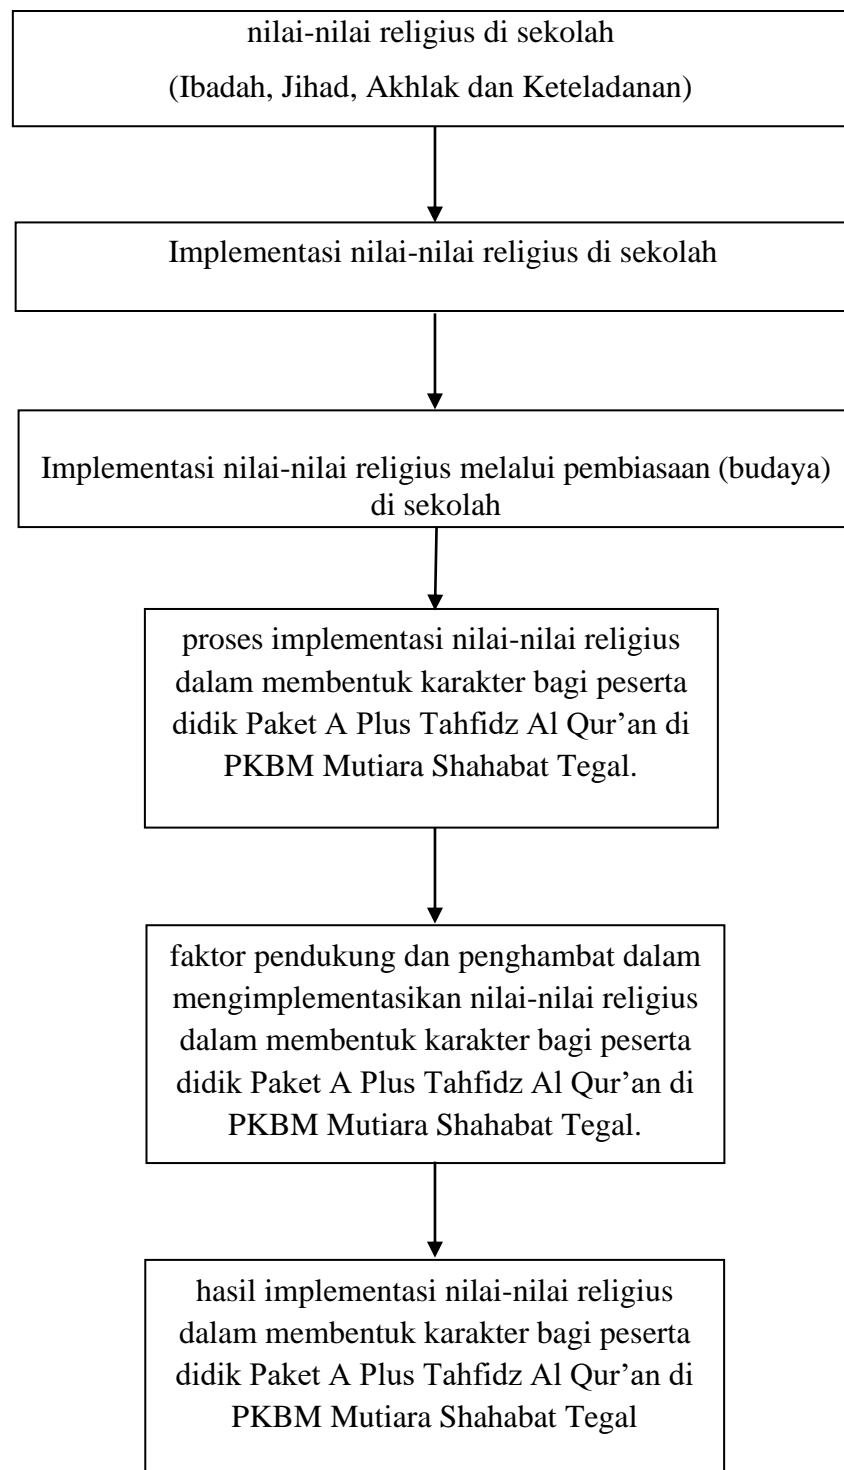 nilai-nilai religius di sekolah
(Ibadah, Jihad, Akhlak dan Keteladanan)
Implementasi nilai-nilai religius di sekolah
Implementasi nilai-nilai religius melalui pembiasaan (budaya)
di sekolah
proses implementasi nilai-nilai religius
dalam membentuk karakter bagi peserta
didik Paket A Plus Tahfidz Al Qur’an di
PKBM Mutiara Shahabat Tegal.
faktor pendukung dan penghambat dalam
mengimplementasikan nilai-nilai religius
dalam membentuk karakter bagi peserta
didik Paket A Plus Tahfidz Al Qur’an di
PKBM Mutiara Shahabat Tegal.
hasil implementasi nilai-nilai religius
dalam membentuk karakter bagi peserta
didik Paket A Plus Tahfidz Al Qur’an di
PKBM Mutiara Shahabat Tegal